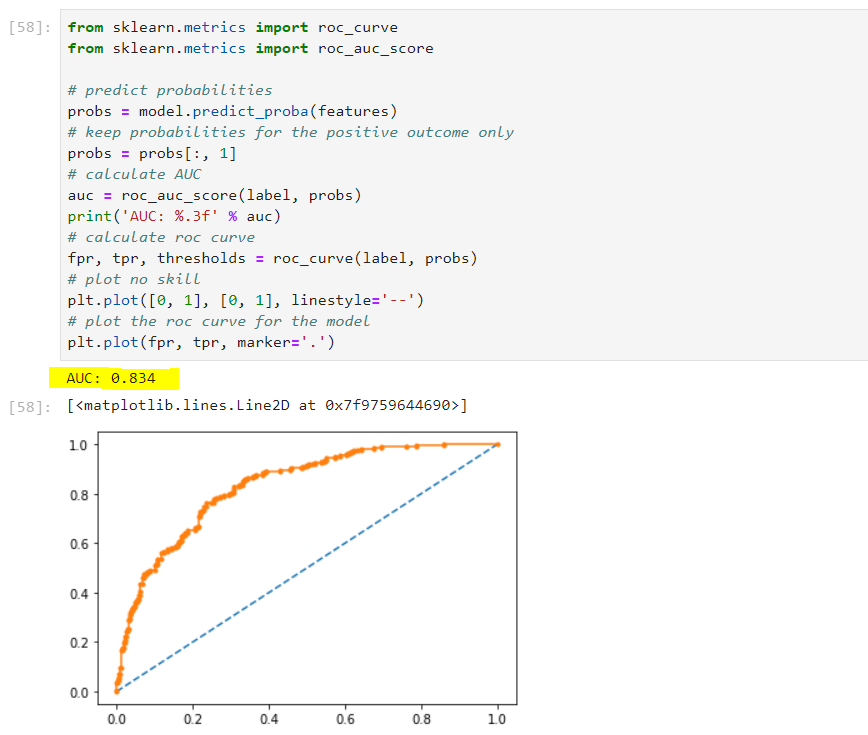 [58]: from sklearn.metrics import roc_curve
from sklearn.metrics import roc_auc_score
# predict probabilities
probs = model.predict_proba(features)
# keep probabilities for the positive outcome only
probs = probs[:, 1]
# calculate AUC
auc = roc_auc_score(label, probs)
print('AUC: %.3f' % auc)
# calculate roc curve
fpr, tpr, thresholds = roc_curve(label, probs)
# plot no skill
plt.plot([0, 1], [0, 1], linestyle='--')
# plot the roc curve for the model
plt.plot(fpr, tpr, marker='.')
AUC: 0.834
[58]: [<matplotlib.lines.Line2D at 0x7f9759644690>]
1.0
0.8
0.6
0.4
0.2
0.0
0.0 0.2 0.4 0.6 0.8 1.0